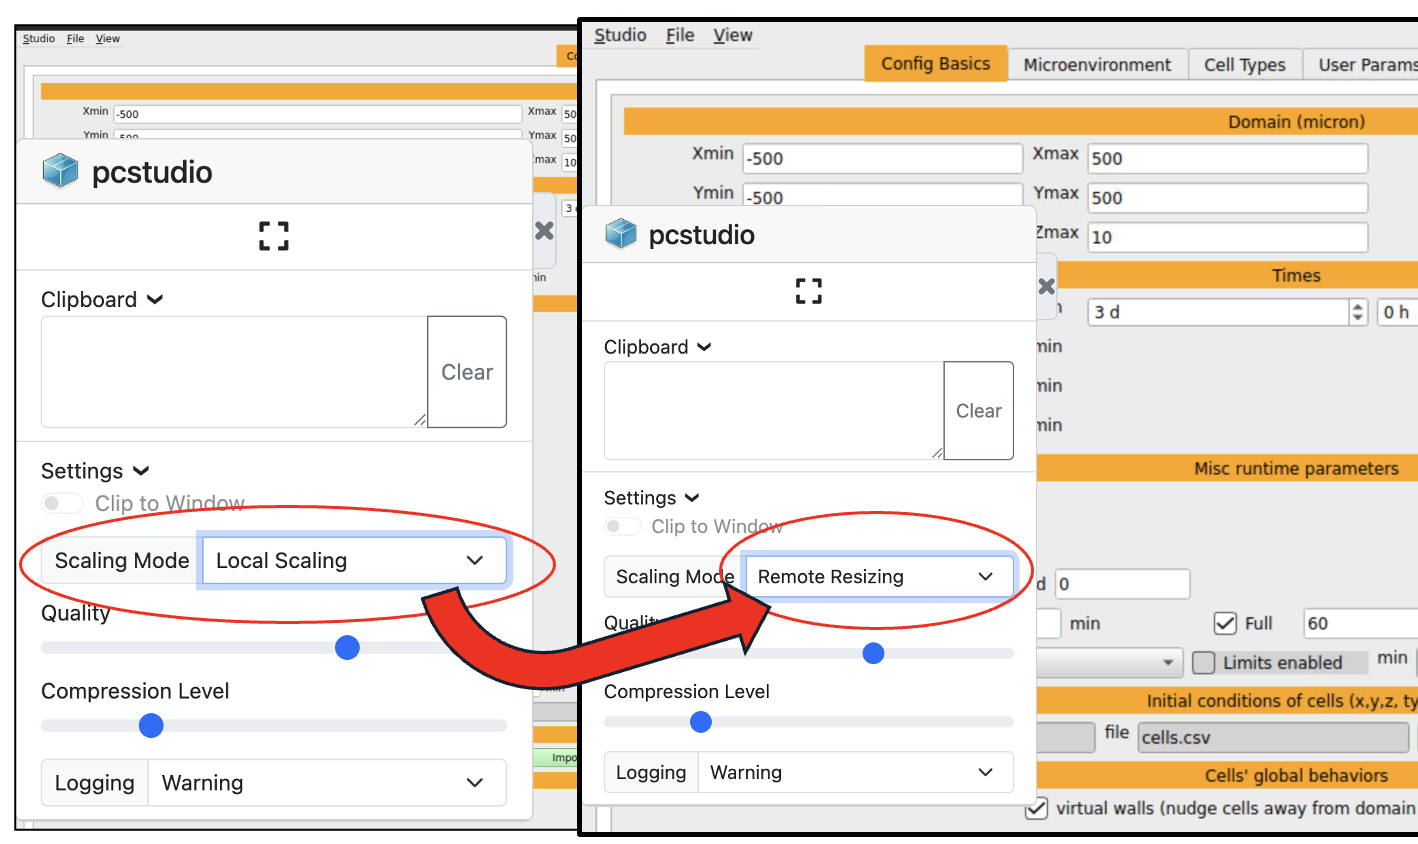 Studio File View
Xmin -500 Xmax 50
Ymin -500 Ymax 50
10
pcstudio
3
Clipboard
Clear
Settings
Clip to Window
Scaling Mode Local Scaling
Quality
Compression Level
Logging Warning
Impo
Studio File View
Config Basics Microenvironment Cell Types User Params
Domain (micron)
Xmin -500 Xmax 500
Ymin -500 Ymax 500
Zmax 10
pcstudio
Times
3 d 0 h
Clipboard
min
Clear
min
min
Misc runtime parameters
Settings
Clip to Window
Scaling Mode Remote Resizing
d 0
Quality
min Full 60
Limits enabled min
Compression Level
Initial conditions of cells (x,y,z, ty
file cells.csv
Logging Warning
Cells' global behaviors
virtual walls (nudge cells away from domain